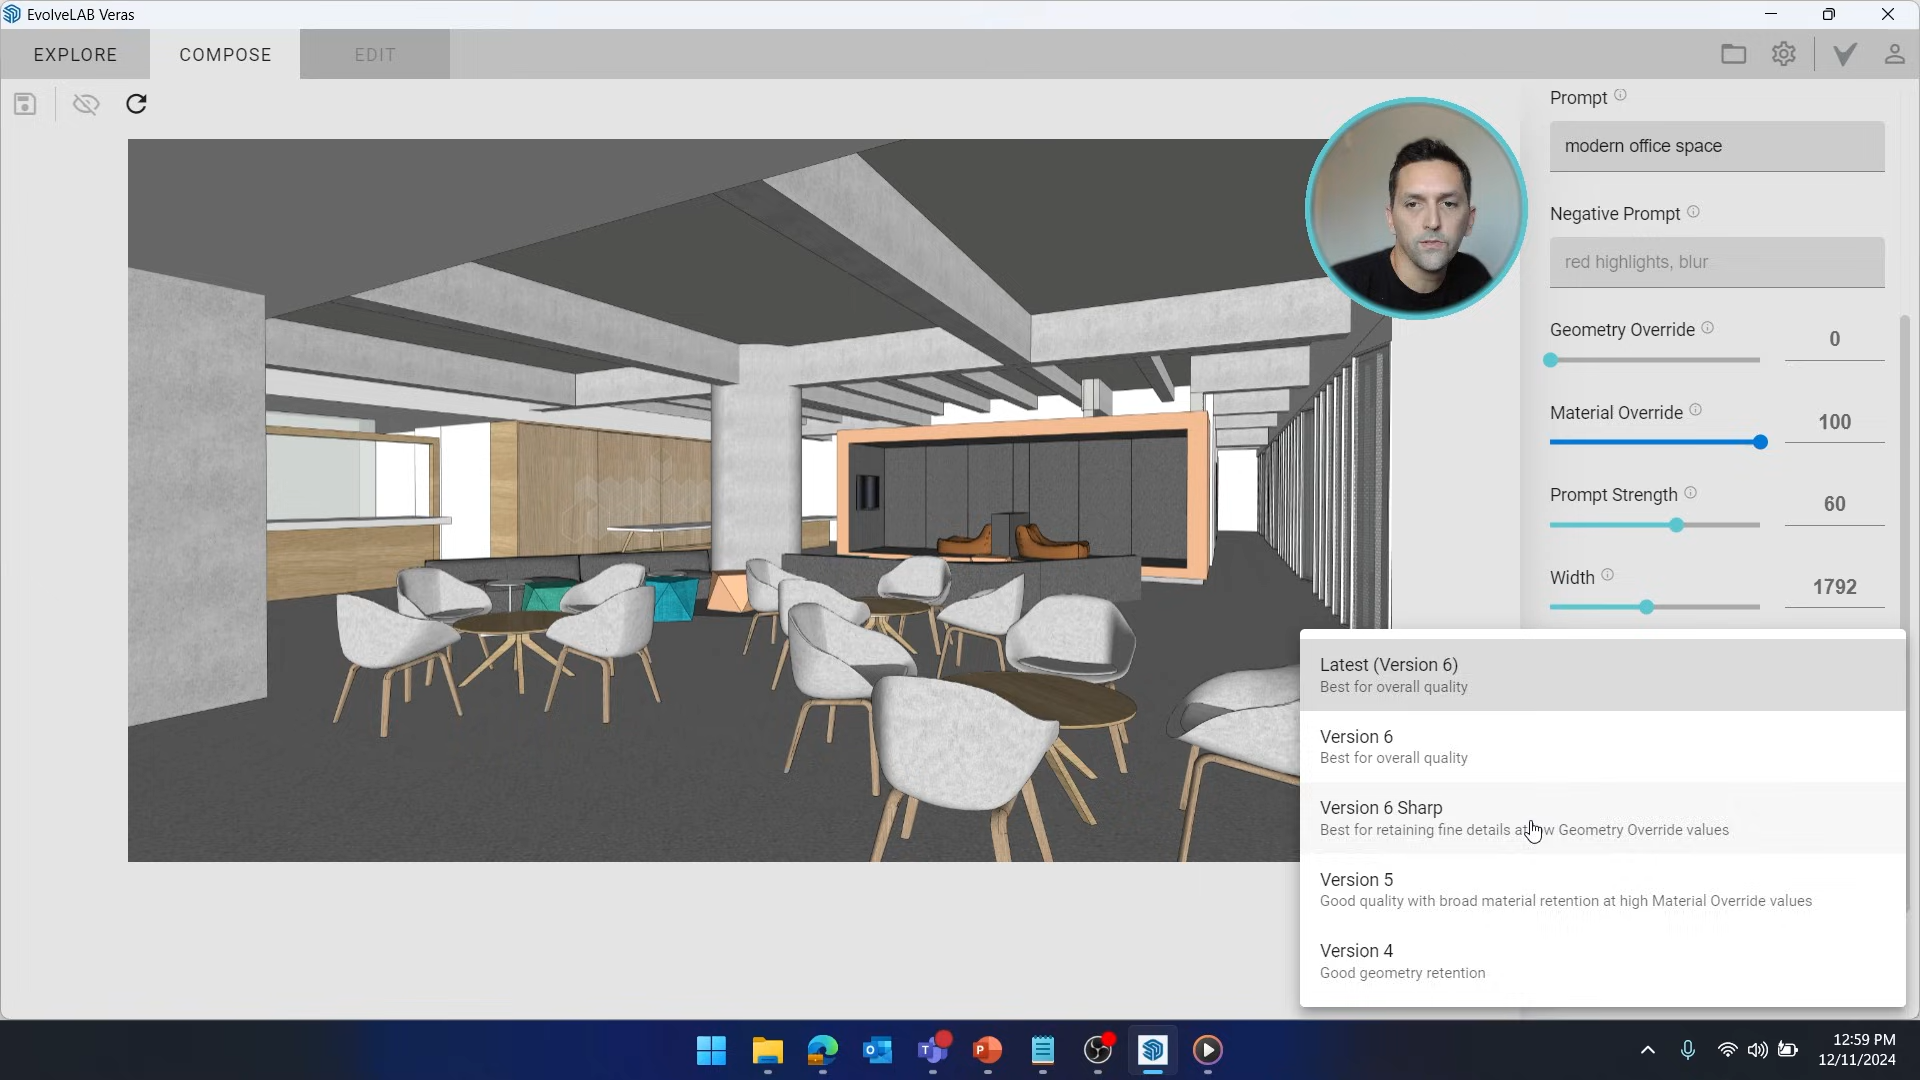 EvolveLAB Veras
EXPLORE
COMPOSE
EDIT
Prompt
modern office space
Negative Prompt
red highlights, blur
Geometry Override
0
Material Override
100
Prompt Strength
60
Width
1792
Latest (Version 6)
Best for overall quality
Version 6
Best for overall quality
Version 6 Sharp
Best for retaining fine details at low Geometry Override values
Version 5
Good quality with broad material retention at high Material Override values
Version 4
Good geometry retention
12:59 PM
12/11/2024